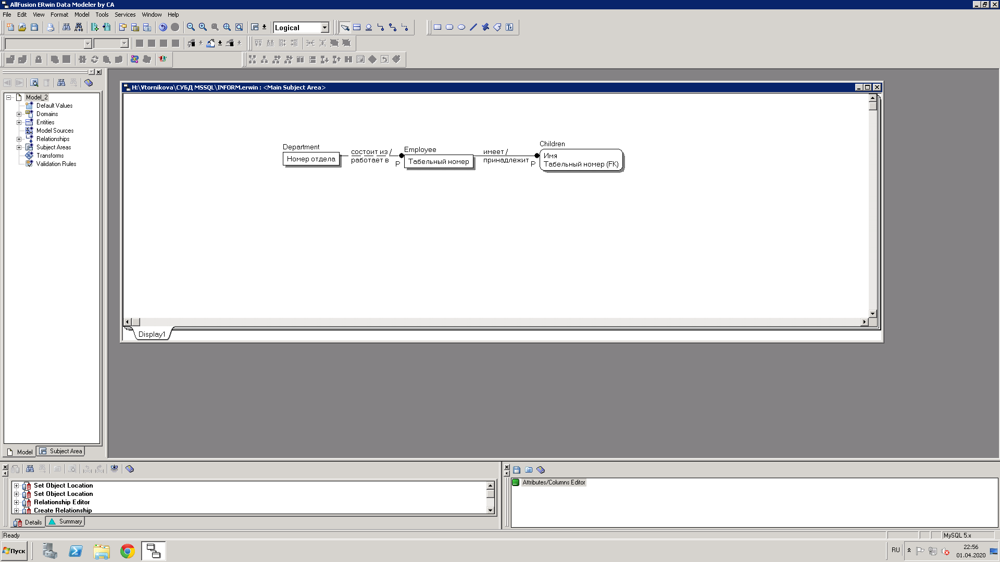 AllFusion ERwin Data Modeler by CA
File Edit View Format Model Tools Services Window Help
Logical
Tt
H:\Vtornikova\СУБД MSSQL\INFORM.erwin : <Main Subject Area>
Model_2
Default Values
Domains
Entities
Model Sources
Relationships
Subject Areas
Transforms
Validation Rules
Department
Номер отдела
состоит из /
работает в
P
Employee
Табельный номер
имеет /
принадлежит
P
Children
Имя
Табельный номер (FK)
Display1
Model Subject Area
Set Object Location
Set Object Location
Relationship Editor
Create Relationship
Details Summary
Attributes/Columns Editor
Ready
MySQL 5.x
Пуск
RU
22:56
01.04.2020